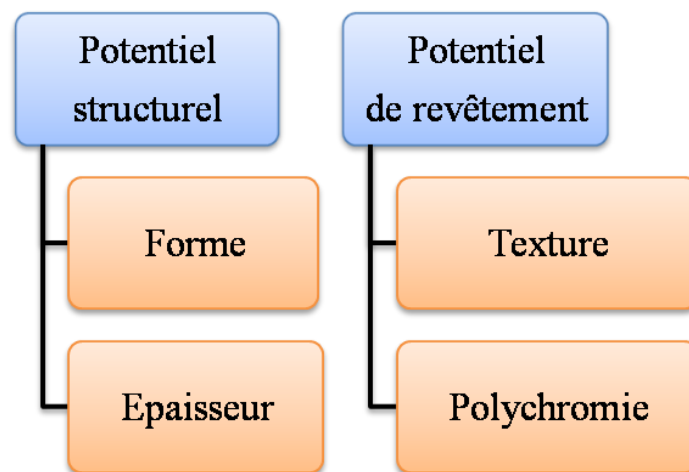 Potentiel
structurel
Forme
Epaisseur
Potentiel
de revêtement
Texture
Polychromie